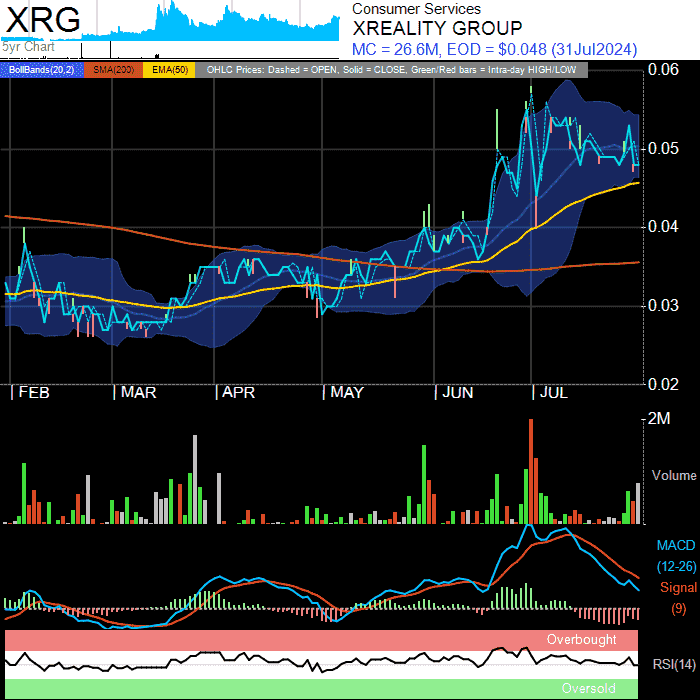 XRG
5yr Chart
Consumer Services
XREALITY GROUP
MC = 26.6M, EOD = $0.048 (31Jul2024)
BollBands(20,2) SMA(200) EMA(50) OHLC Prices: Dashed = OPEN, Solid = CLOSE, Green/Red bars = Intra-day HIGH/LOW
0.06
0.05
0.04
0.03
0.02
FEB MAR APR MAY JUN JUL
2M
Volume
MACD
(12-26)
Signal
(9)
Overbought
RSI(14)
Oversold